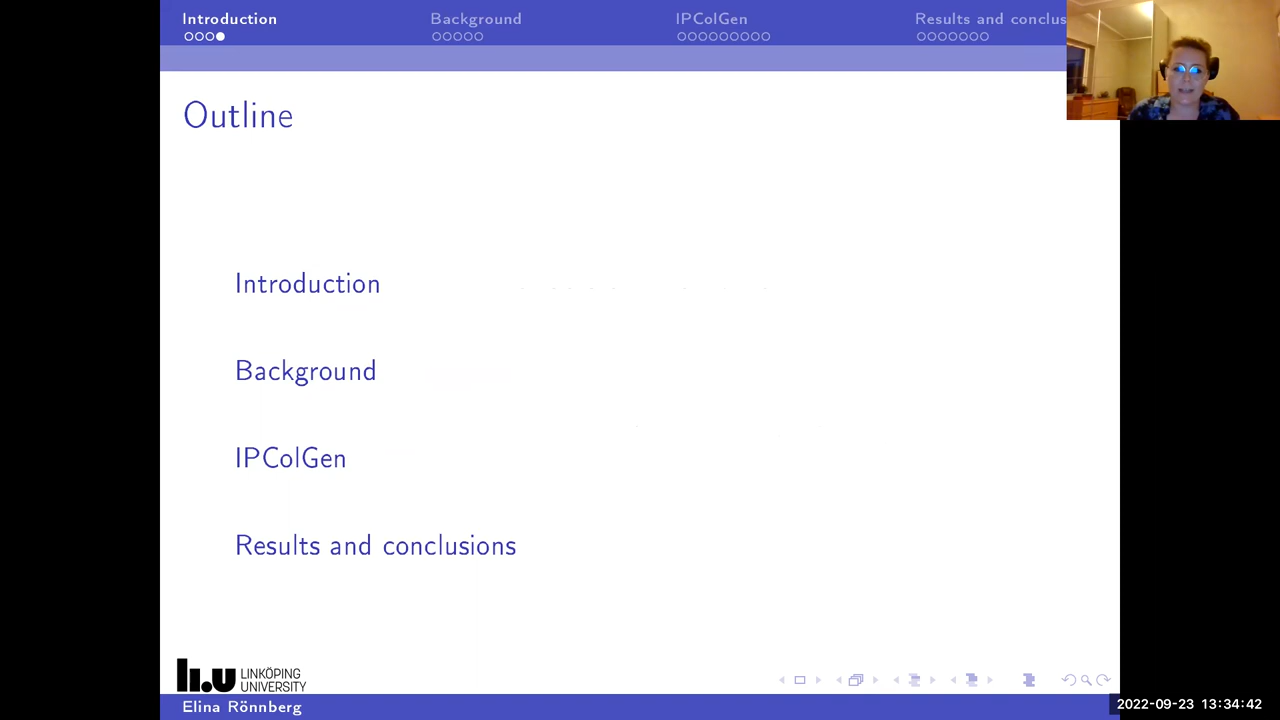 Introduction
Background
IPColGen
Results and conclus
Outline
Introduction
Background
IPColGen
Results and conclusions
li.u LINKÖPING
UNIVERSITY
Elina Rönnberg
2022-09-23 13:34:42